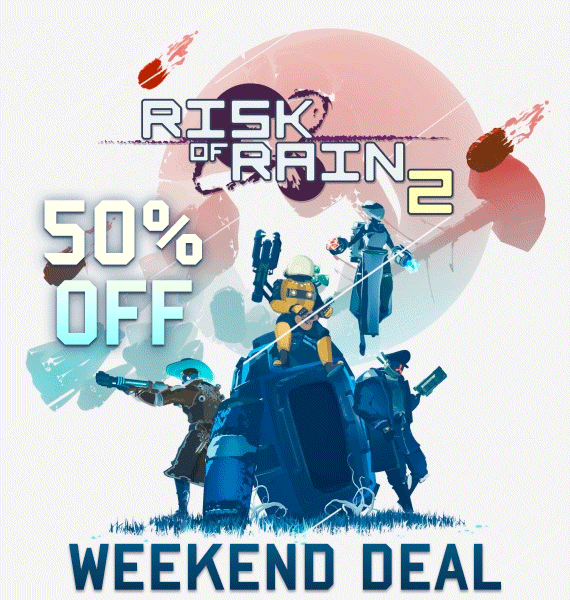 RISK
OF RAIN
2
50%
OFF
WEEKEND DEAL